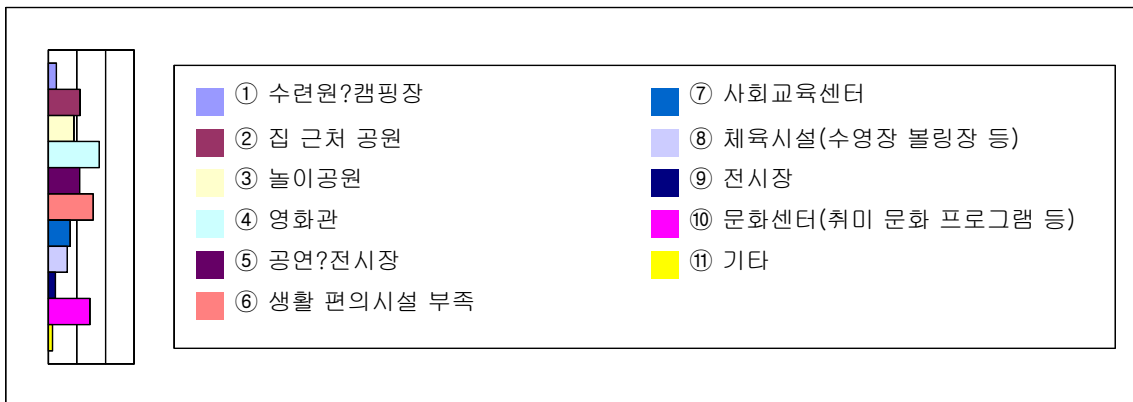 ① 수련원?캠핑장
② 집 근처 공원
③ 놀이공원
④ 영화관
⑤ 공연?전시장
⑥ 생활 편의시설 부족
⑦ 사회교육센터
⑧ 체육시설(수영장 볼링장 등)
⑨ 전시장
⑩ 문화센터(취미 문화 프로그램 등)
⑪ 기타